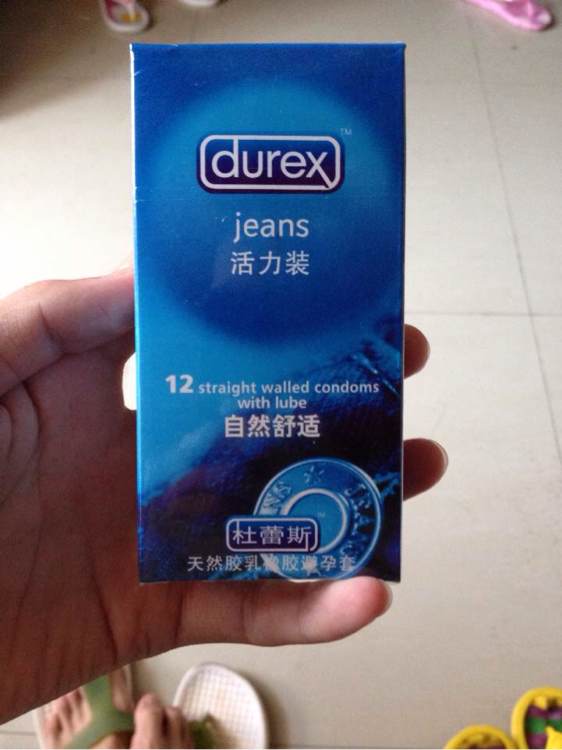 durex
TM
jeans
活力装
12 straight walled condoms
with lube
自然舒适
杜蕾斯
天然胶乳橡胶避孕套